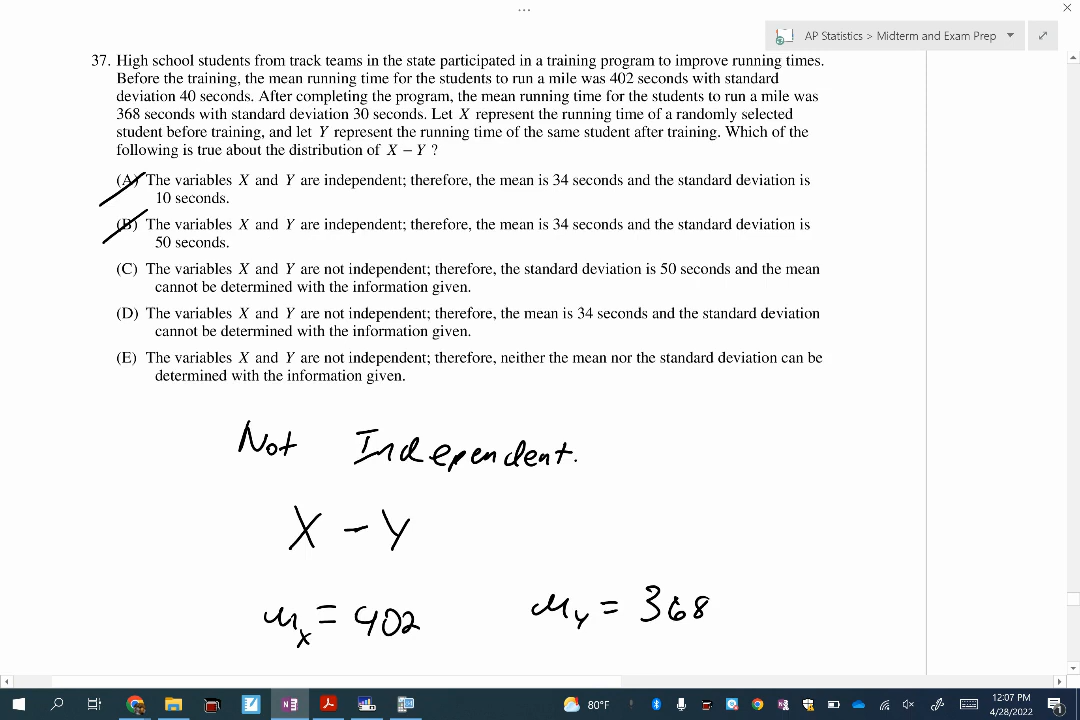 ...
AP Statistics > Midterm and Exam Prep
37. High school students from track teams in the state participated in a training program to improve running times.
Before the training, the mean running time for the students to run a mile was 402 seconds with standard
deviation 40 seconds. After completing the program, the mean running time for the students to run a mile was
368 seconds with standard deviation 30 seconds. Let X represent the running time of a randomly selected
student before training, and let Y represent the running time of the same student after training. Which of the
following is true about the distribution of X − Y ?
(A) The variables X and Y are independent; therefore, the mean is 34 seconds and the standard deviation is
10 seconds.
(B) The variables X and Y are independent; therefore, the mean is 34 seconds and the standard deviation is
50 seconds.
(C) The variables X and Y are not independent; therefore, the standard deviation is 50 seconds and the mean
cannot be determined with the information given.
(D) The variables X and Y are not independent; therefore, the mean is 34 seconds and the standard deviation
cannot be determined with the information given.
(E) The variables X and Y are not independent; therefore, neither the mean nor the standard deviation can be
determined with the information given.
Not Independent.
X − Y
μx = 402 μY = 368
80°F
12:07 PM
4/28/2022